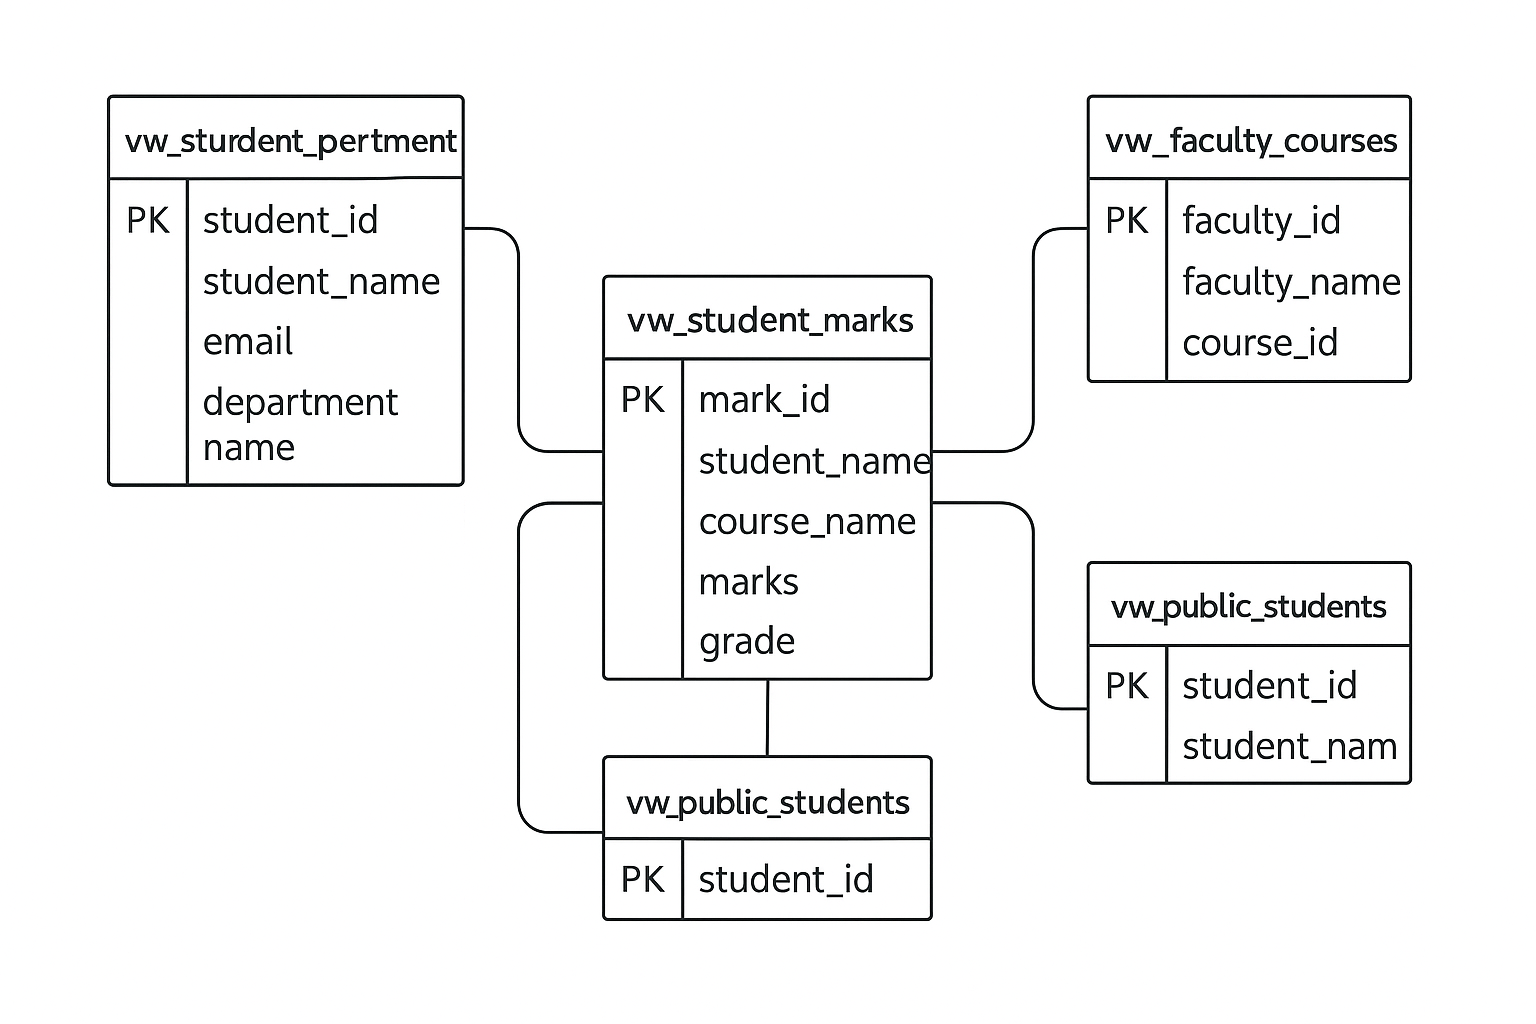 vw_sturdent_pertment
PK student_id
student_name
email
department
name
vw_student_marks
PK mark_id
student_name
course_name
marks
grade
vw_faculty_courses
PK faculty_id
faculty_name
course_id
vw_public_students
PK student_id
student_nam
vw_public_students
PK student_id